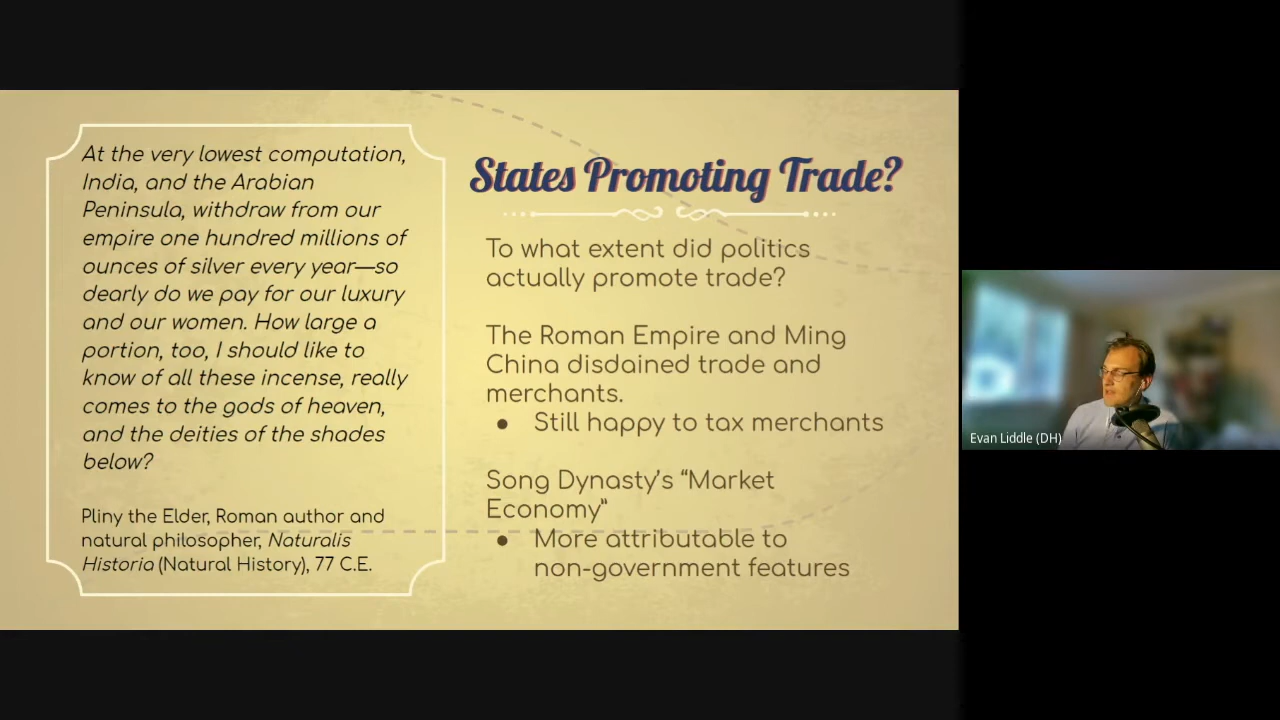 At the very lowest computation,
India, and the Arabian
Peninsula, withdraw from our
empire one hundred millions of
ounces of silver every year—so
dearly do we pay for our luxury
and our women. How large a
portion, too, I should like to
know of all these incense, really
comes to the gods of heaven,
and the deities of the shades
below?
Pliny the Elder, Roman author and
natural philosopher, Naturalis
Historia (Natural History), 77 C.E.
States Promoting Trade?
To what extent did politics
actually promote trade?
The Roman Empire and Ming
China disdained trade and
merchants.
● Still happy to tax merchants
Song Dynasty’s “Market
Economy”
● More attributable to
non-government features
Evan Liddle (DH)